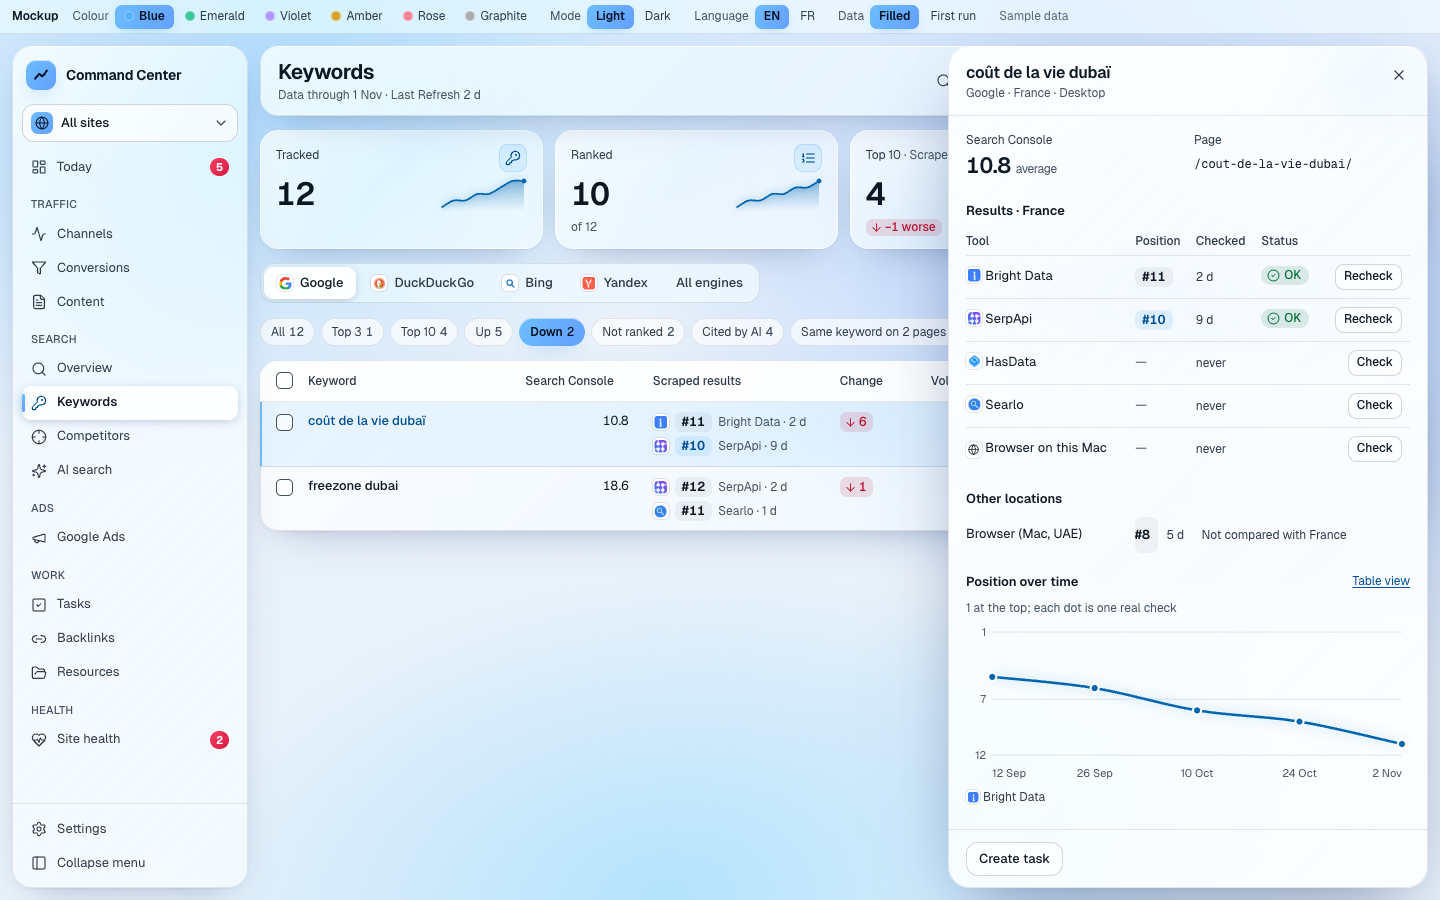 Mockup Colour Blue Emerald Violet Amber Rose Graphite Mode Light Dark Language EN FR Data Filled First run Sample data
Command Center
All sites
Today 5
TRAFFIC
Channels
Conversions
Content
SEARCH
Overview
Keywords
Competitors
AI search
ADS
Google Ads
WORK
Tasks
Backlinks
Resources
HEALTH
Site health 2
Settings
Collapse menu
Keywords
Data through 1 Nov · Last Refresh 2 d
Tracked
12
Ranked
10
of 12
Top 10 · Scrape
4
−1 worse
Google DuckDuckGo Bing Yandex All engines
All 12 Top 3 1 Top 10 4 Up 5 Down 2 Not ranked 2 Cited by AI 4 Same keyword on 2 pages
Keyword Search Console Scraped results Change Vol
coût de la vie dubaï 10.8 #11 Bright Data · 2 d 6
#10 SerpApi · 9 d
freezone dubai 18.6 #12 SerpApi · 2 d 1
#11 Searlo · 1 d
coût de la vie dubaï
Google · France · Desktop
Search Console Page
10.8 average /cout-de-la-vie-dubai/
Results · France
Tool Position Checked Status
Bright Data #11 2 d OK Recheck
SerpApi #10 9 d OK Recheck
HasData — never Check
Searlo — never Check
Browser on this Mac — never Check
Other locations
Browser (Mac, UAE) #8 5 d Not compared with France
Position over time Table view
1 at the top; each dot is one real check
1
7
12
12 Sep 26 Sep 10 Oct 24 Oct 2 Nov
Bright Data
Create task